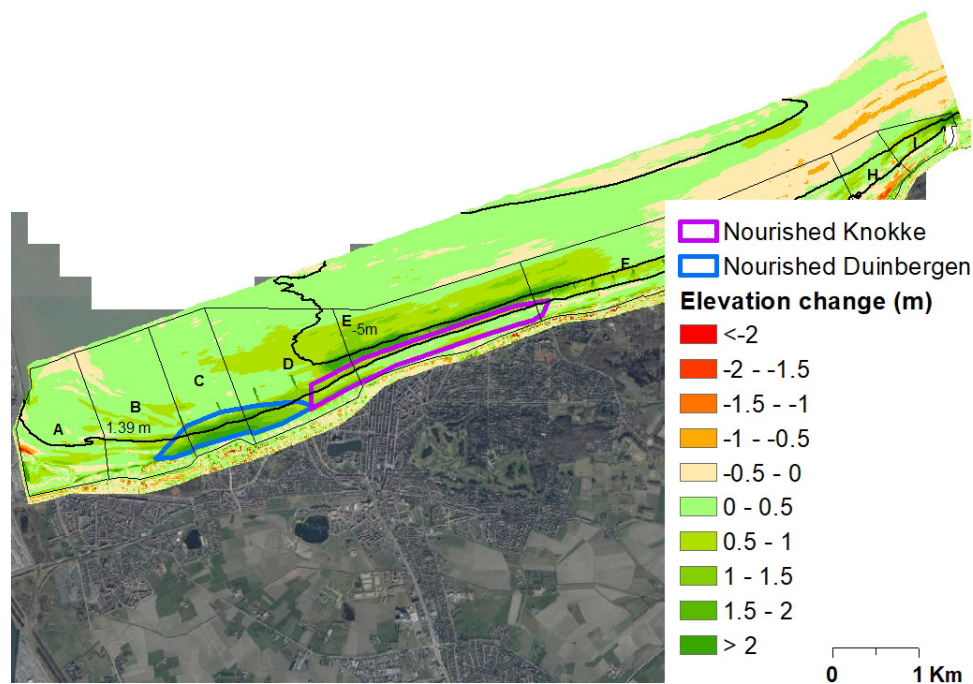 I
H
F
E
-5m
D
C
B
A
1.39 m
Nourished Knokke
Nourished Duinbergen
Elevation change (m)
<-2
-2 - -1.5
-1.5 - -1
-1 - -0.5
-0.5 - 0
0 - 0.5
0.5 - 1
1 - 1.5
1.5 - 2
> 2
0 1 Km